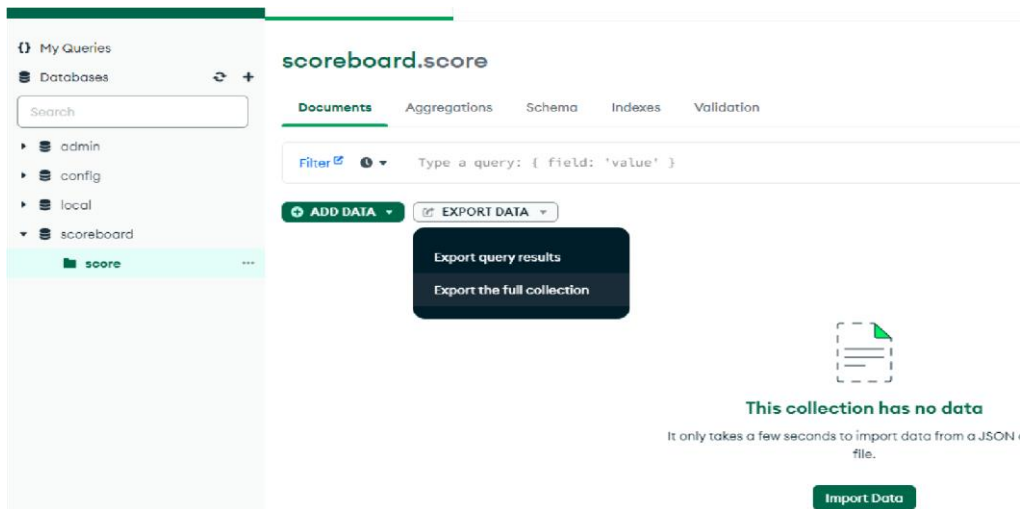 {} My Queries
Databases
Search
admin
config
local
scoreboard
score
scoreboard.score
Documents Aggregations Schema Indexes Validation
Filter Type a query: { field: 'value' }
ADD DATA EXPORT DATA
Export query results
Export the full collection
This collection has no data
It only takes a few seconds to import data from a JSON
file.
Import Data